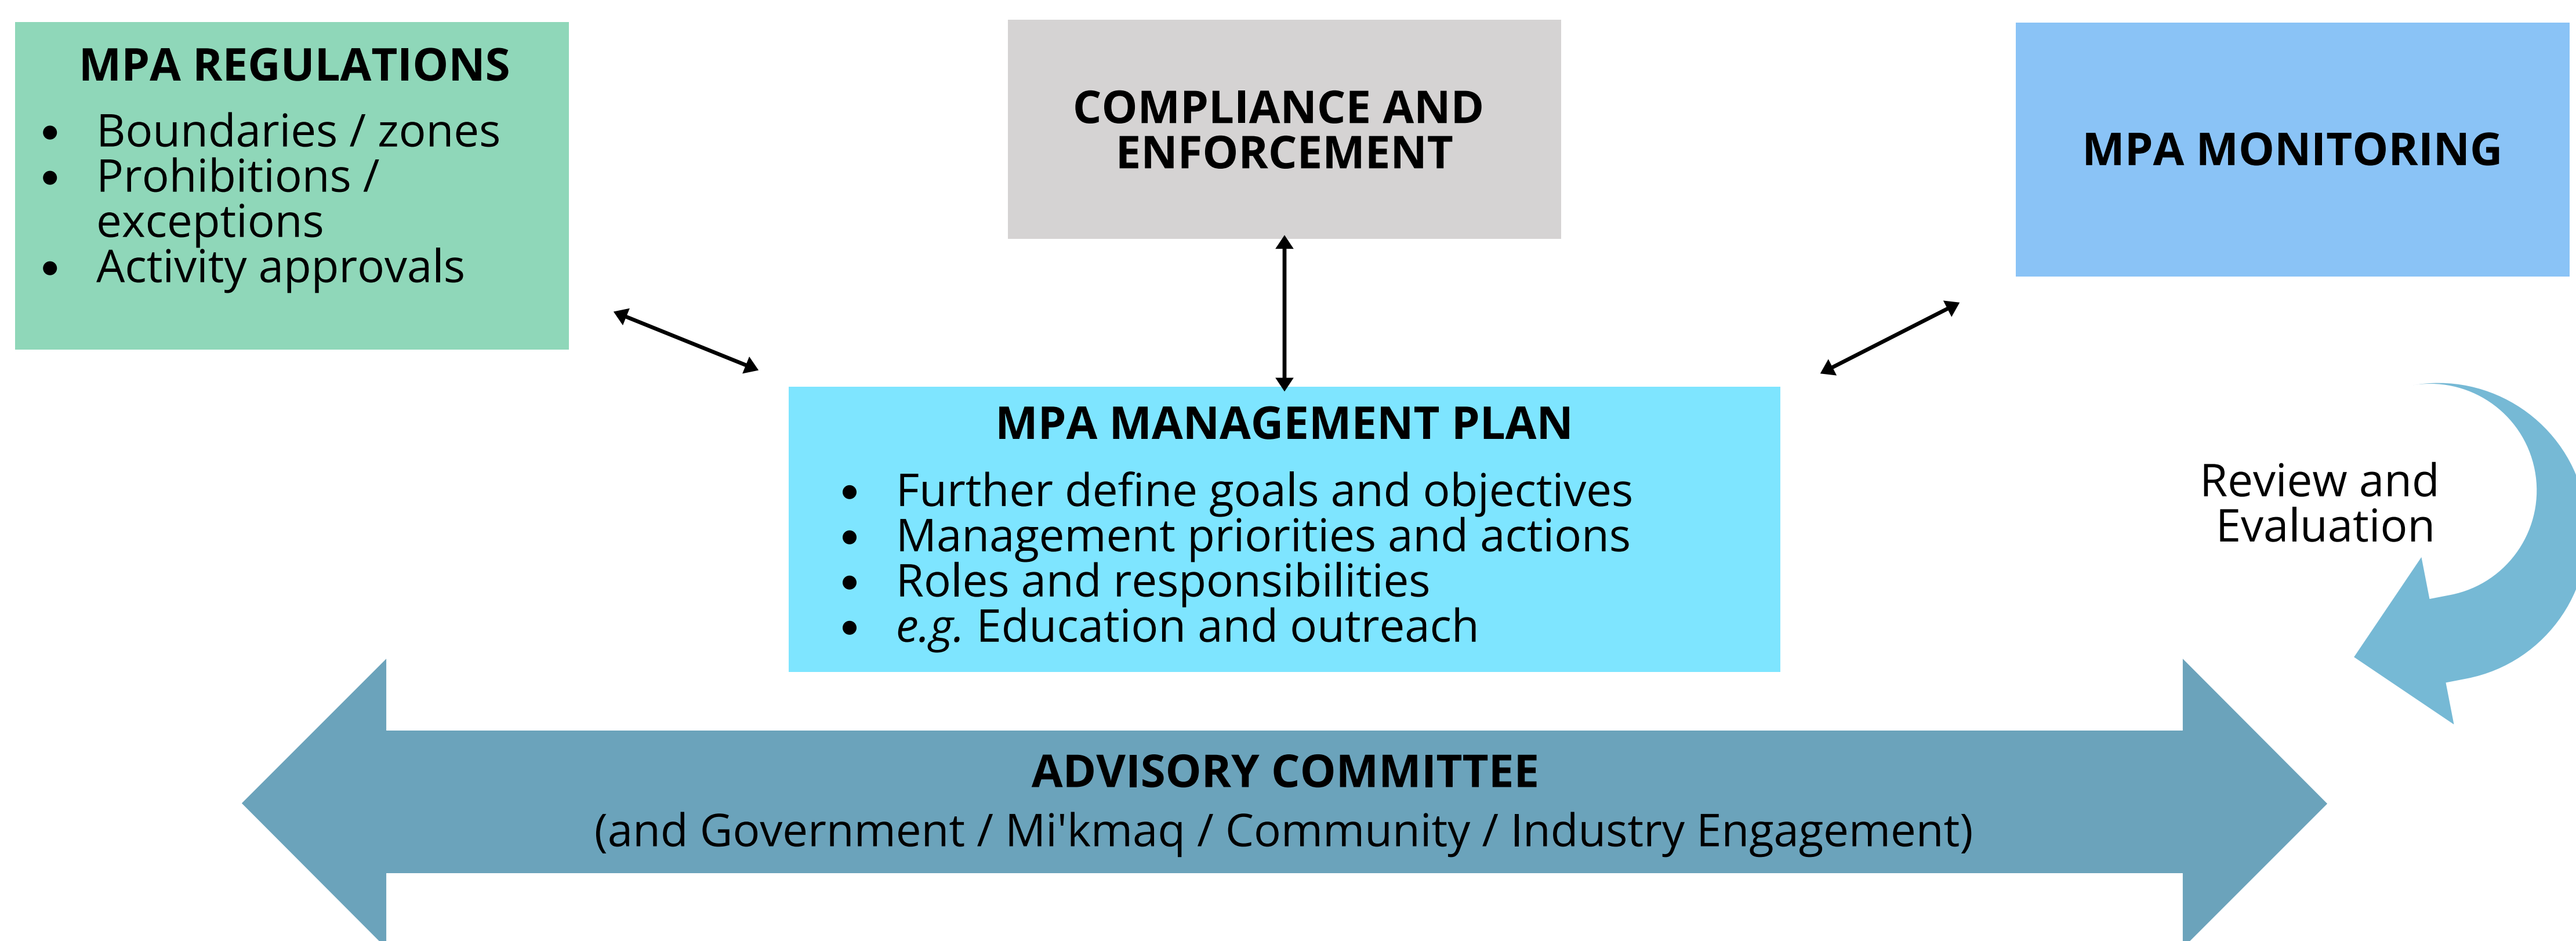 MPA REGULATIONS
• Boundaries / zones
• Prohibitions /
exceptions
• Activity approvals
COMPLIANCE AND
ENFORCEMENT
MPA MONITORING
MPA MANAGEMENT PLAN
• Further define goals and objectives
• Management priorities and actions
• Roles and responsibilities
• e.g. Education and outreach
Review and
Evaluation
ADVISORY COMMITTEE
(and Government / Mi'kmaq / Community / Industry Engagement)